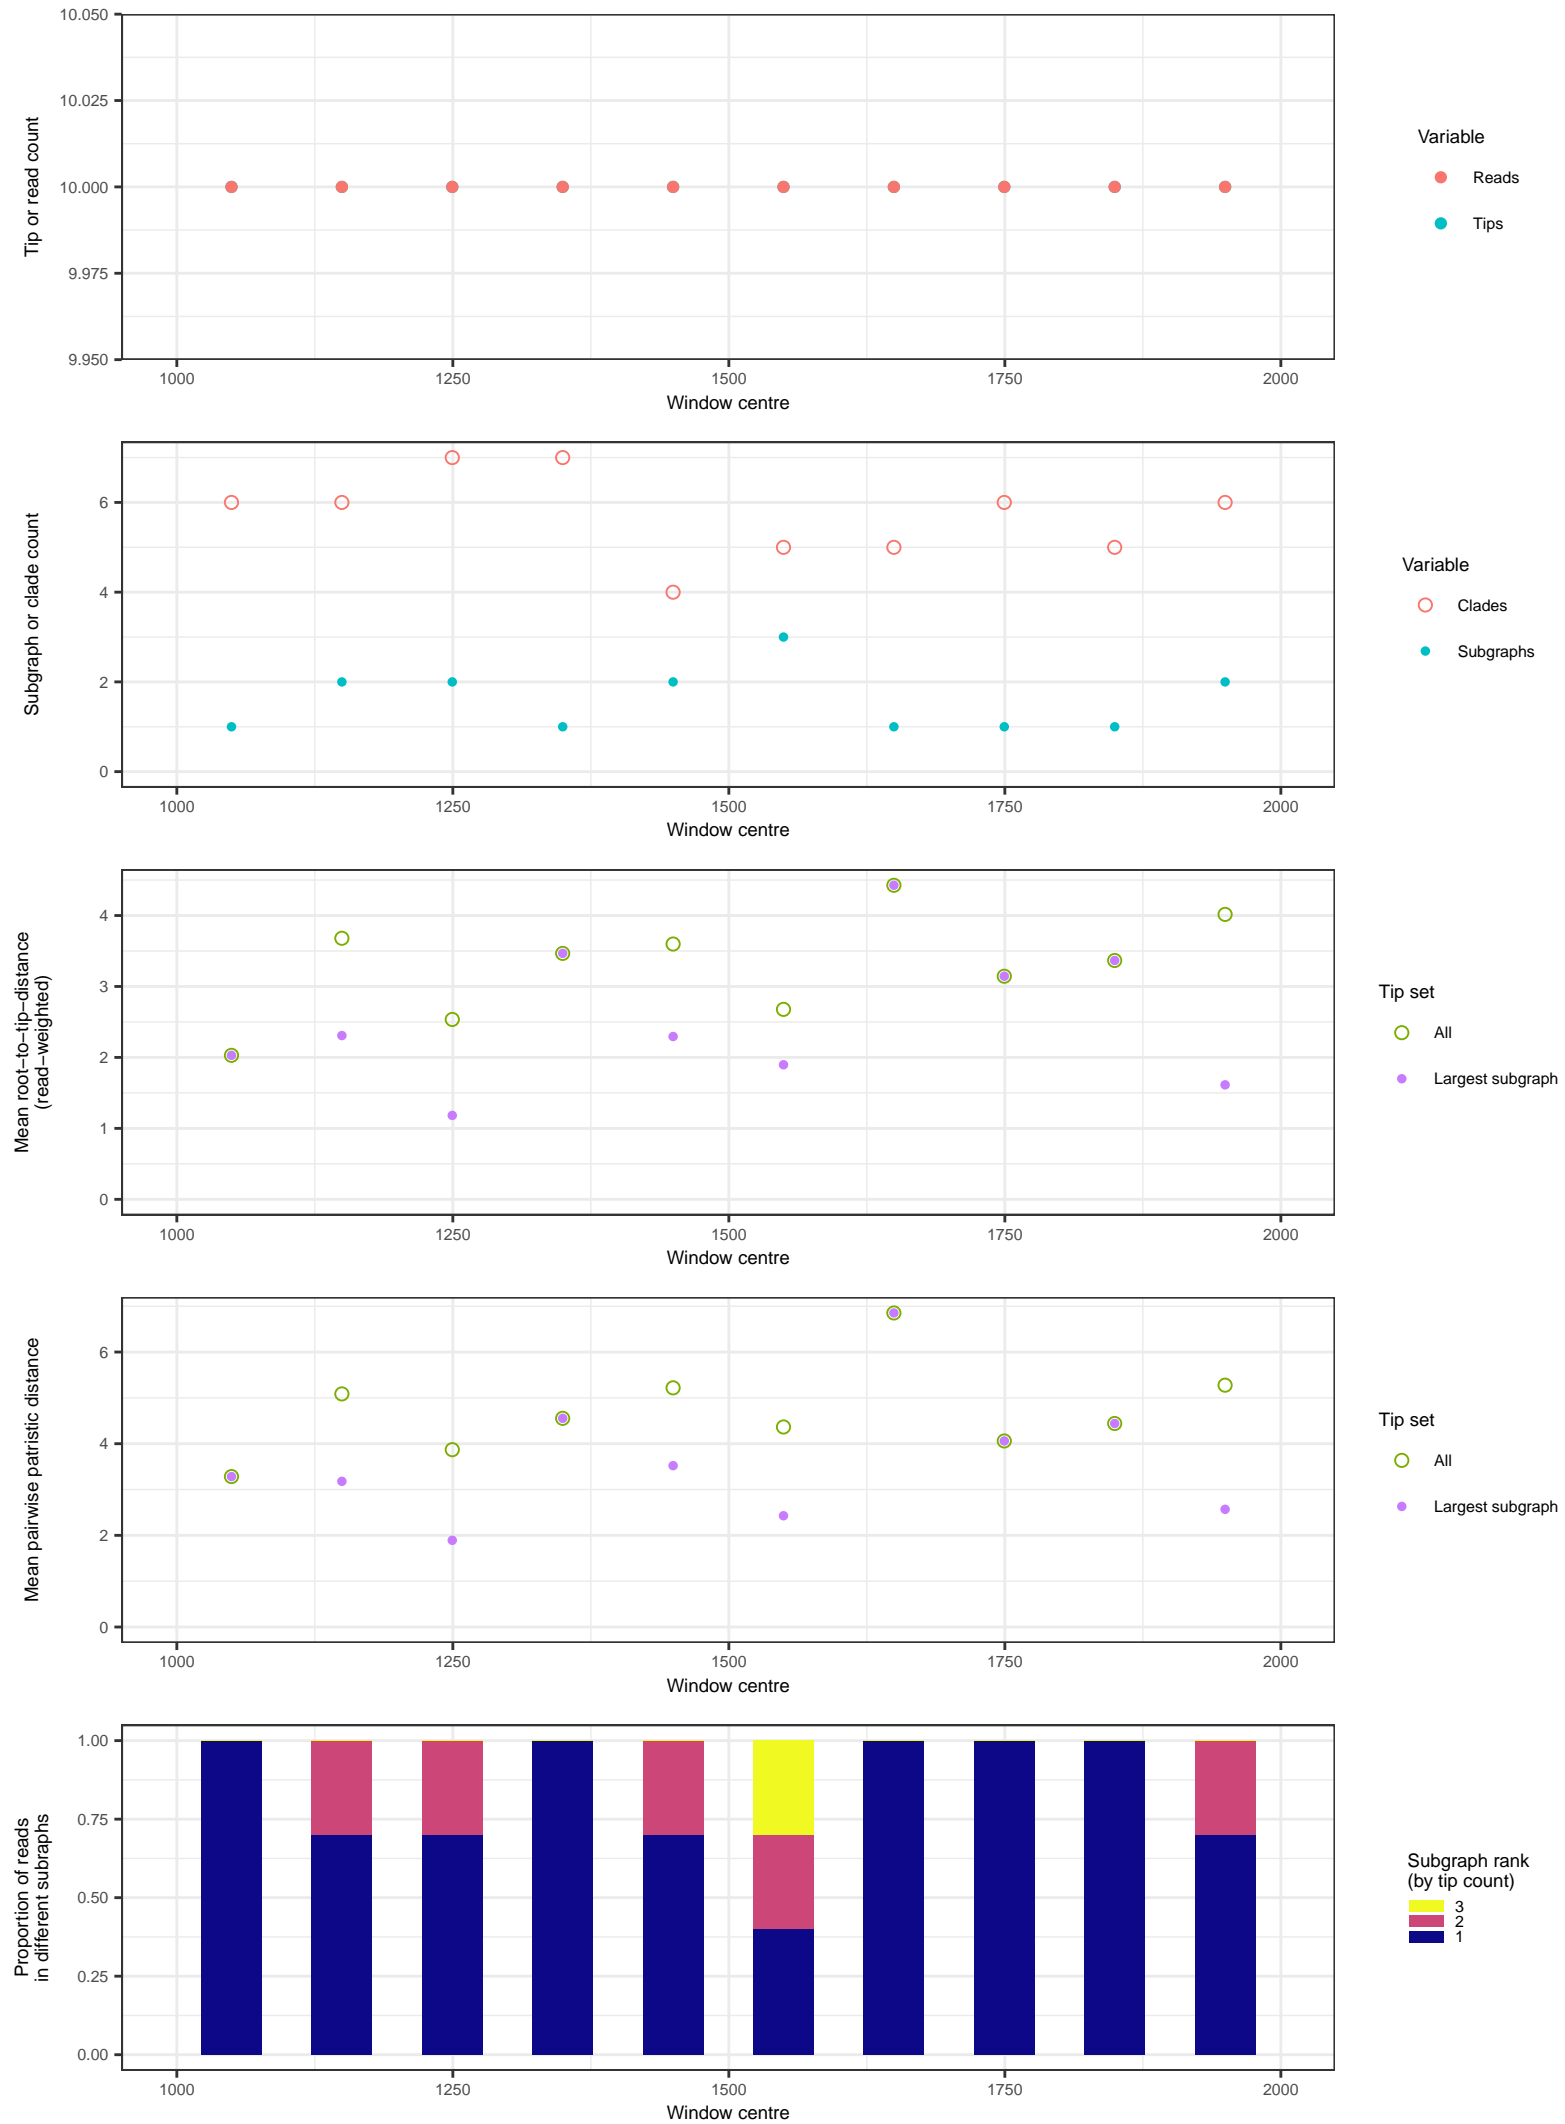 10.050
10.025
10.000
9.975
9.950
Tip or read count
1000 1250 1500 1750 2000
Window centre
Variable
Reads
Tips
6
4
2
0
Subgraph or clade count
1000 1250 1500 1750 2000
Window centre
Variable
Clades
Subgraphs
4
3
2
1
0
Mean root−to−tip−distance
(read−weighted)
1000 1250 1500 1750 2000
Window centre
Tip set
All
Largest subgraph
6
4
2
0
Mean pairwise patristic distance
1000 1250 1500 1750 2000
Window centre
Tip set
All
Largest subgraph
1.00
0.75
0.50
0.25
0.00
Proportion of reads
in different subraphs
1000 1250 1500 1750 2000
Window centre
Subgraph rank
(by tip count)
3
2
1